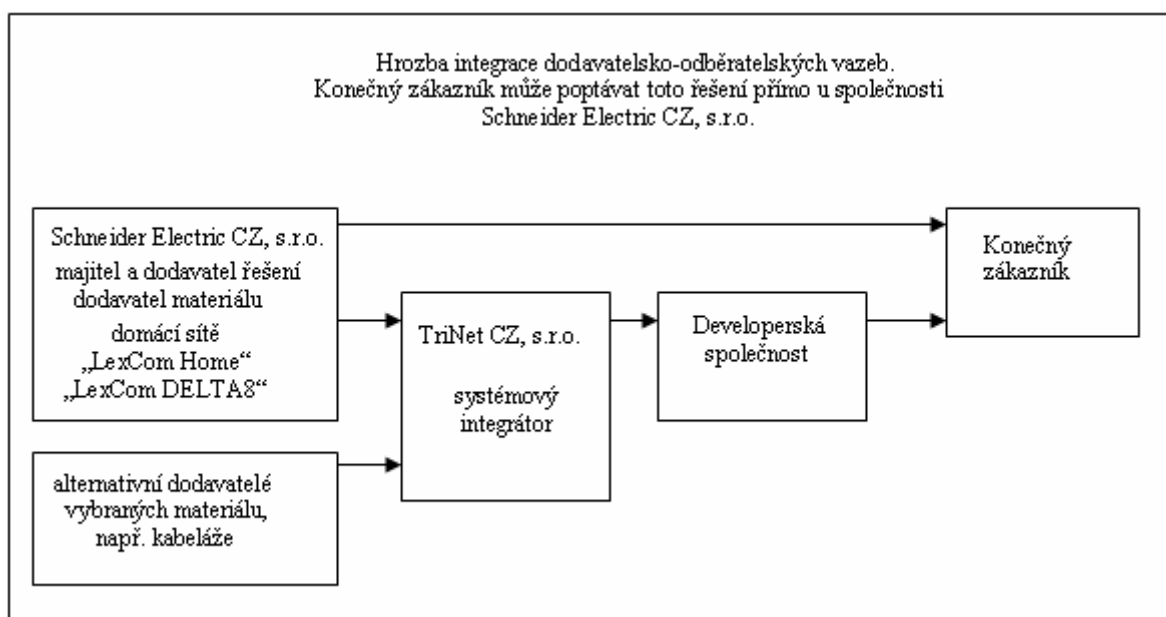 Hrozba integrace dodavatelsko-odběratelských vazeb.
Konečný zákazník může poptávat toto řešení přímo u společnosti
Schneider Electric CZ, s.r.o.
Schneider Electric CZ, s.r.o.
majitel a dodavatel řešení
dodavatel materiálu
domácí sítě
„LexCom Home“
„LexCom DELTA8“
alternativní dodavatelé
vybraných materiálu,
např. kabeláže
TriNet CZ, s.r.o.
systémový
integrátor
Developerská
společnost
Konečný
zákazník